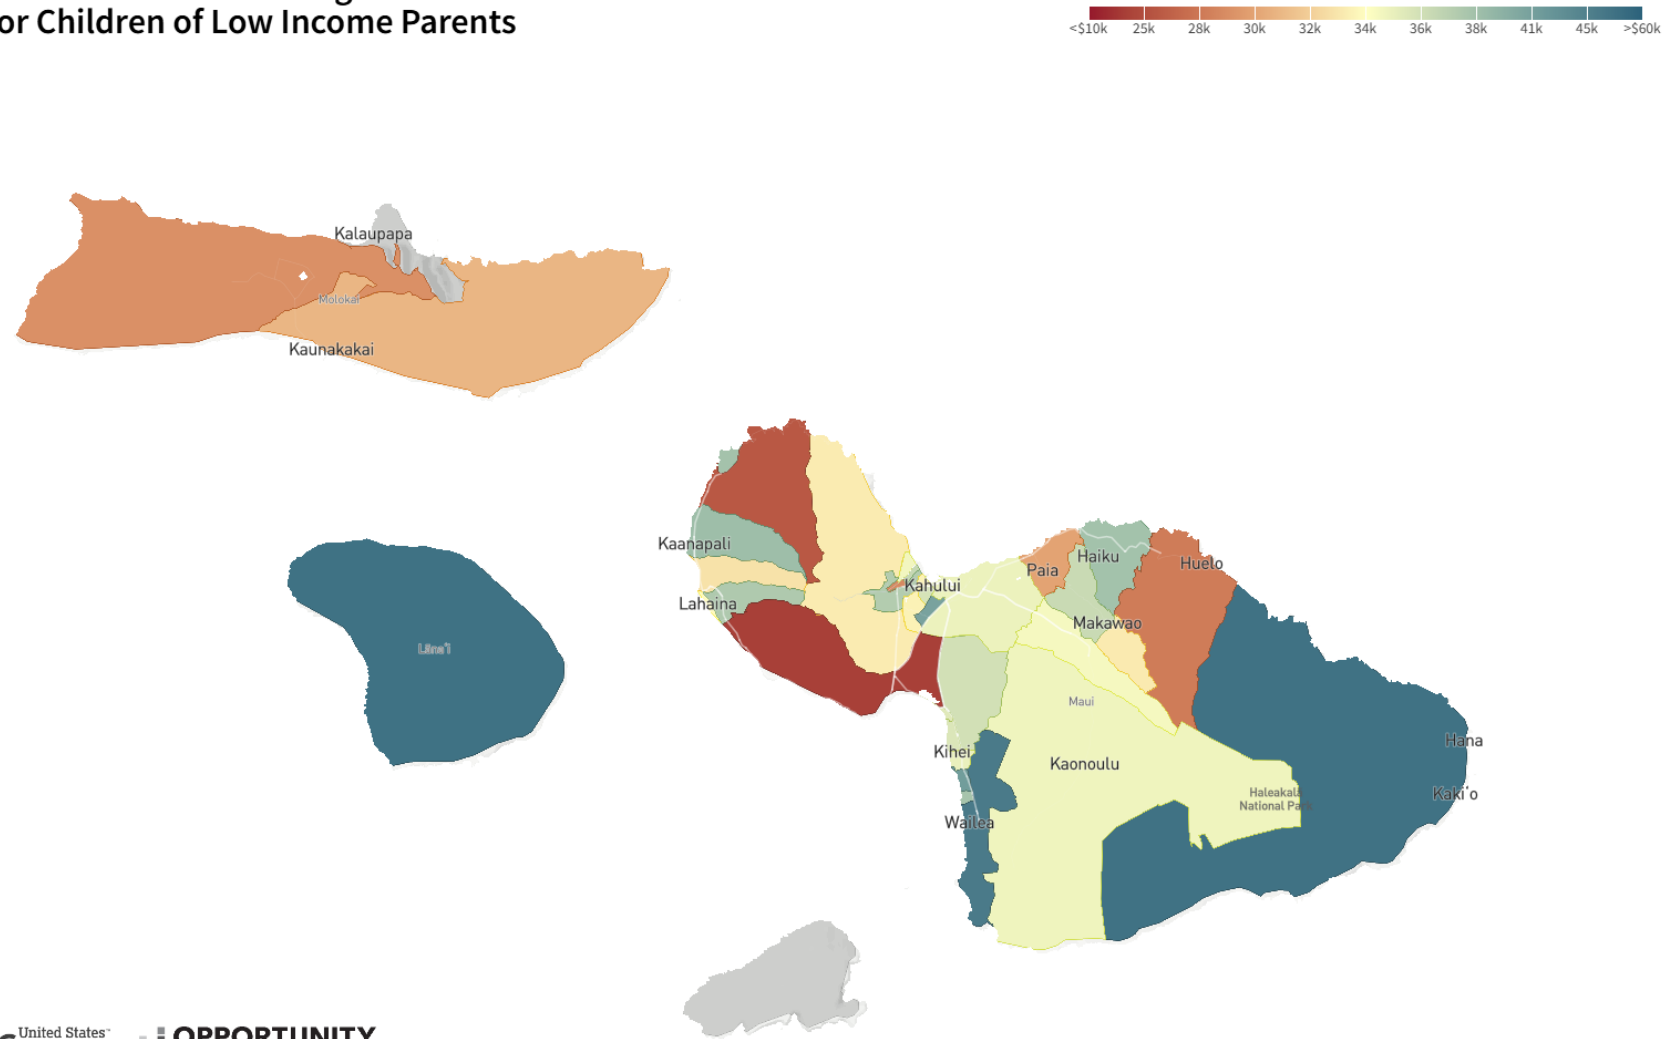 or Children of Low Income Parents
<$10k 25k 28k 30k 32k 34k 36k 38k 41k 45k >$60k
Kalaupapa
Molokai
Kaunakakai
Kaanapali
Lahaina
Kahului
Paia
Haiku
Huelo
Makawao
Lāna'i
Maui
Kihei
Kaonoulu
Hana
Haleakalā
National Park
Kaki'o
Wailea
United States™
OPPORTUNITY